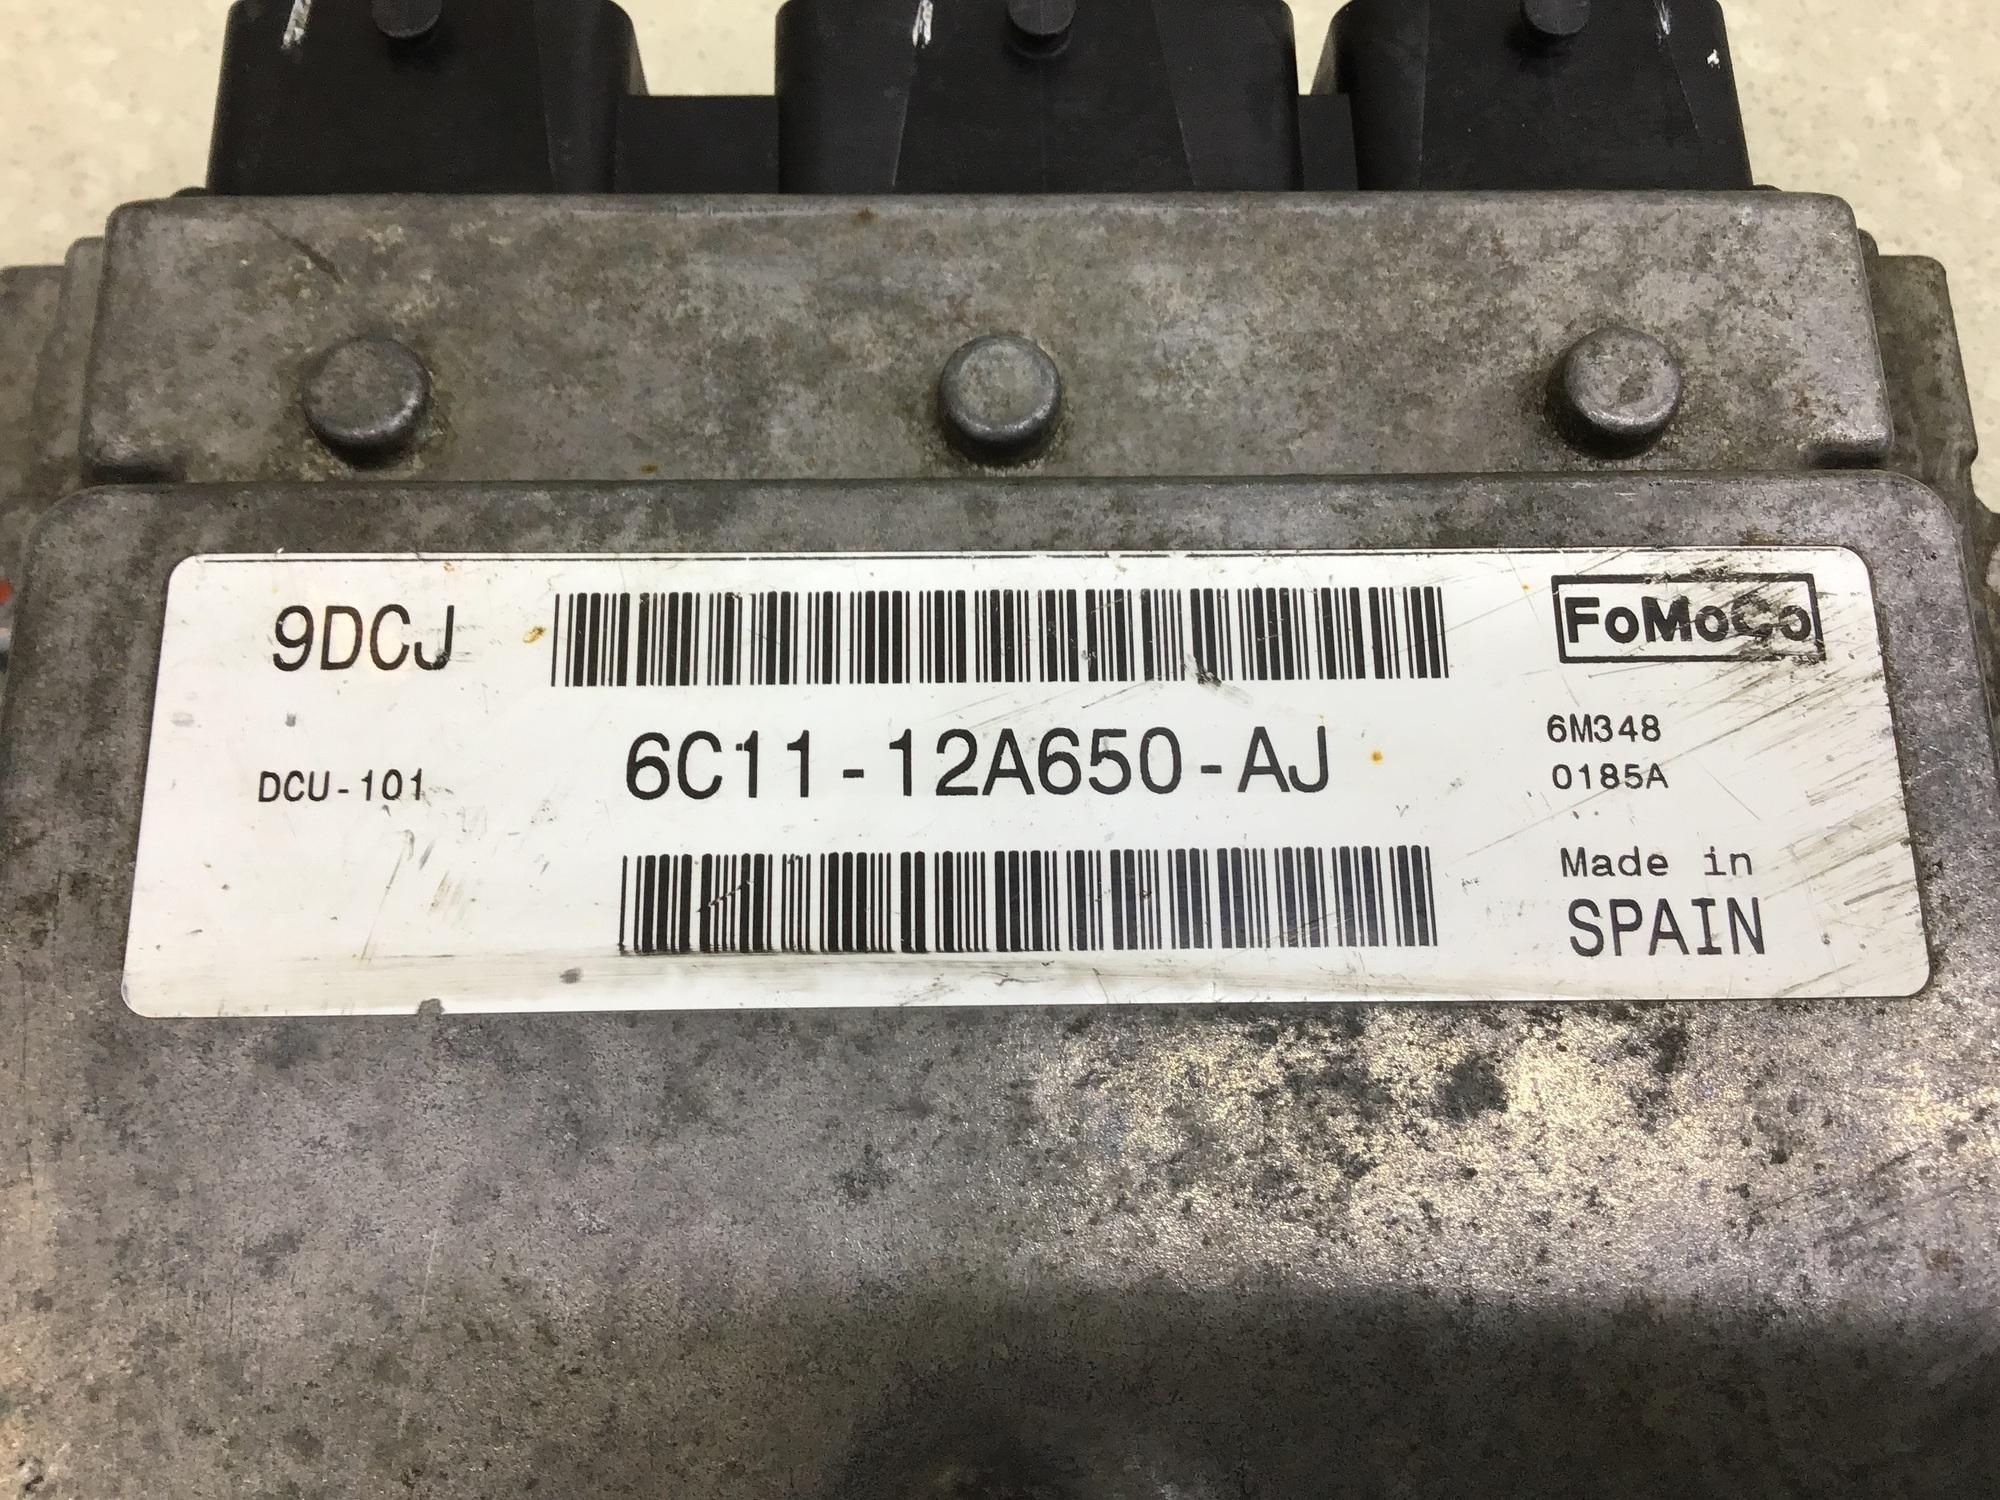 9DCJ
FoMoCo
DCU-101
6C11-12A650-AJ
6M348
0185A
Made in
SPAIN